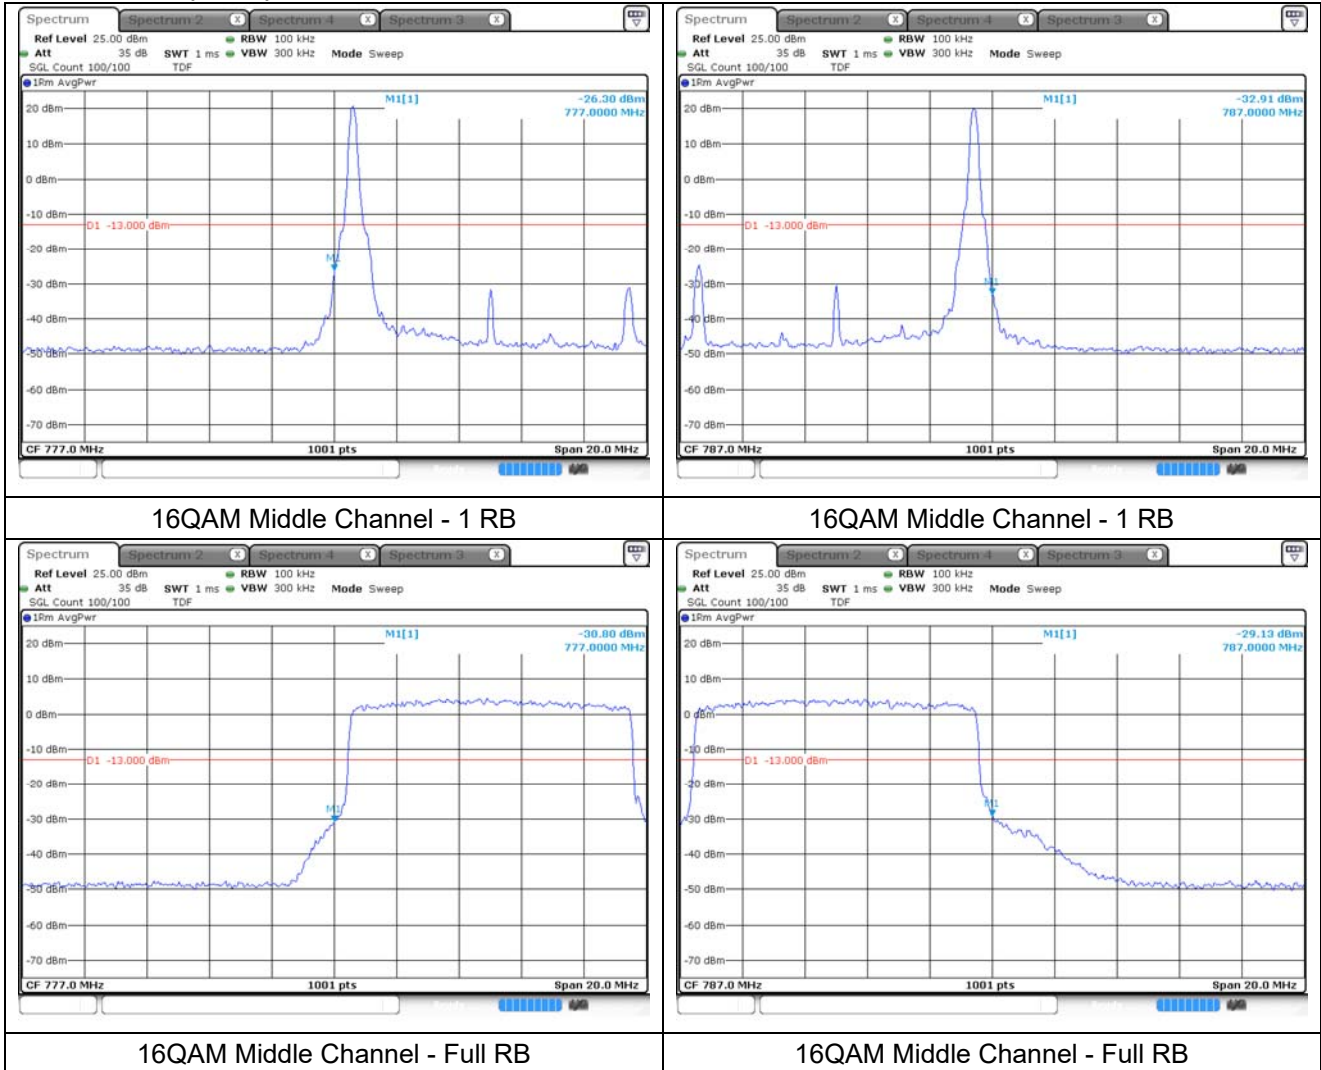 Spectrum Spectrum 2 X Spectrum 4 X Spectrum 3 X
Ref Level 25.00 dBm RBW 100 kHz
Att 35 dB SWT 1 ms VBW 300 kHz Mode Sweep
SGL Count 100/100 TDF
1Rm AvgPwr
M1[1] -26.30 dBm
777.0000 MHz
20 dBm
10 dBm
0 dBm
-10 dBm
D1 -13.000 dBm
-20 dBm
M1
-30 dBm
-40 dBm
-50 dBm
-60 dBm
-70 dBm
CF 777.0 MHz 1001 pts Span 20.0 MHz
Spectrum Spectrum 2 X Spectrum 4 X Spectrum 3 X
Ref Level 25.00 dBm RBW 100 kHz
Att 35 dB SWT 1 ms VBW 300 kHz Mode Sweep
SGL Count 100/100 TDF
1Rm AvgPwr
M1[1] -32.91 dBm
787.0000 MHz
20 dBm
10 dBm
0 dBm
-10 dBm
D1 -13.000 dBm
-20 dBm
-30 dBm
M1
-40 dBm
-50 dBm
-60 dBm
-70 dBm
CF 787.0 MHz 1001 pts Span 20.0 MHz
16QAM Middle Channel - 1 RB
16QAM Middle Channel - 1 RB
Spectrum Spectrum 2 X Spectrum 4 X Spectrum 3 X
Ref Level 25.00 dBm RBW 100 kHz
Att 35 dB SWT 1 ms VBW 300 kHz Mode Sweep
SGL Count 100/100 TDF
1Rm AvgPwr
M1[1] -30.80 dBm
777.0000 MHz
20 dBm
10 dBm
0 dBm
-10 dBm
D1 -13.000 dBm
-20 dBm
M1
-30 dBm
-40 dBm
-50 dBm
-60 dBm
-70 dBm
CF 777.0 MHz 1001 pts Span 20.0 MHz
Spectrum Spectrum 2 X Spectrum 4 X Spectrum 3 X
Ref Level 25.00 dBm RBW 100 kHz
Att 35 dB SWT 1 ms VBW 300 kHz Mode Sweep
SGL Count 100/100 TDF
1Rm AvgPwr
M1[1] -29.13 dBm
787.0000 MHz
20 dBm
10 dBm
0 dBm
-10 dBm
D1 -13.000 dBm
-20 dBm
M1
-30 dBm
-40 dBm
-50 dBm
-60 dBm
-70 dBm
CF 787.0 MHz 1001 pts Span 20.0 MHz
16QAM Middle Channel - Full RB
16QAM Middle Channel - Full RB